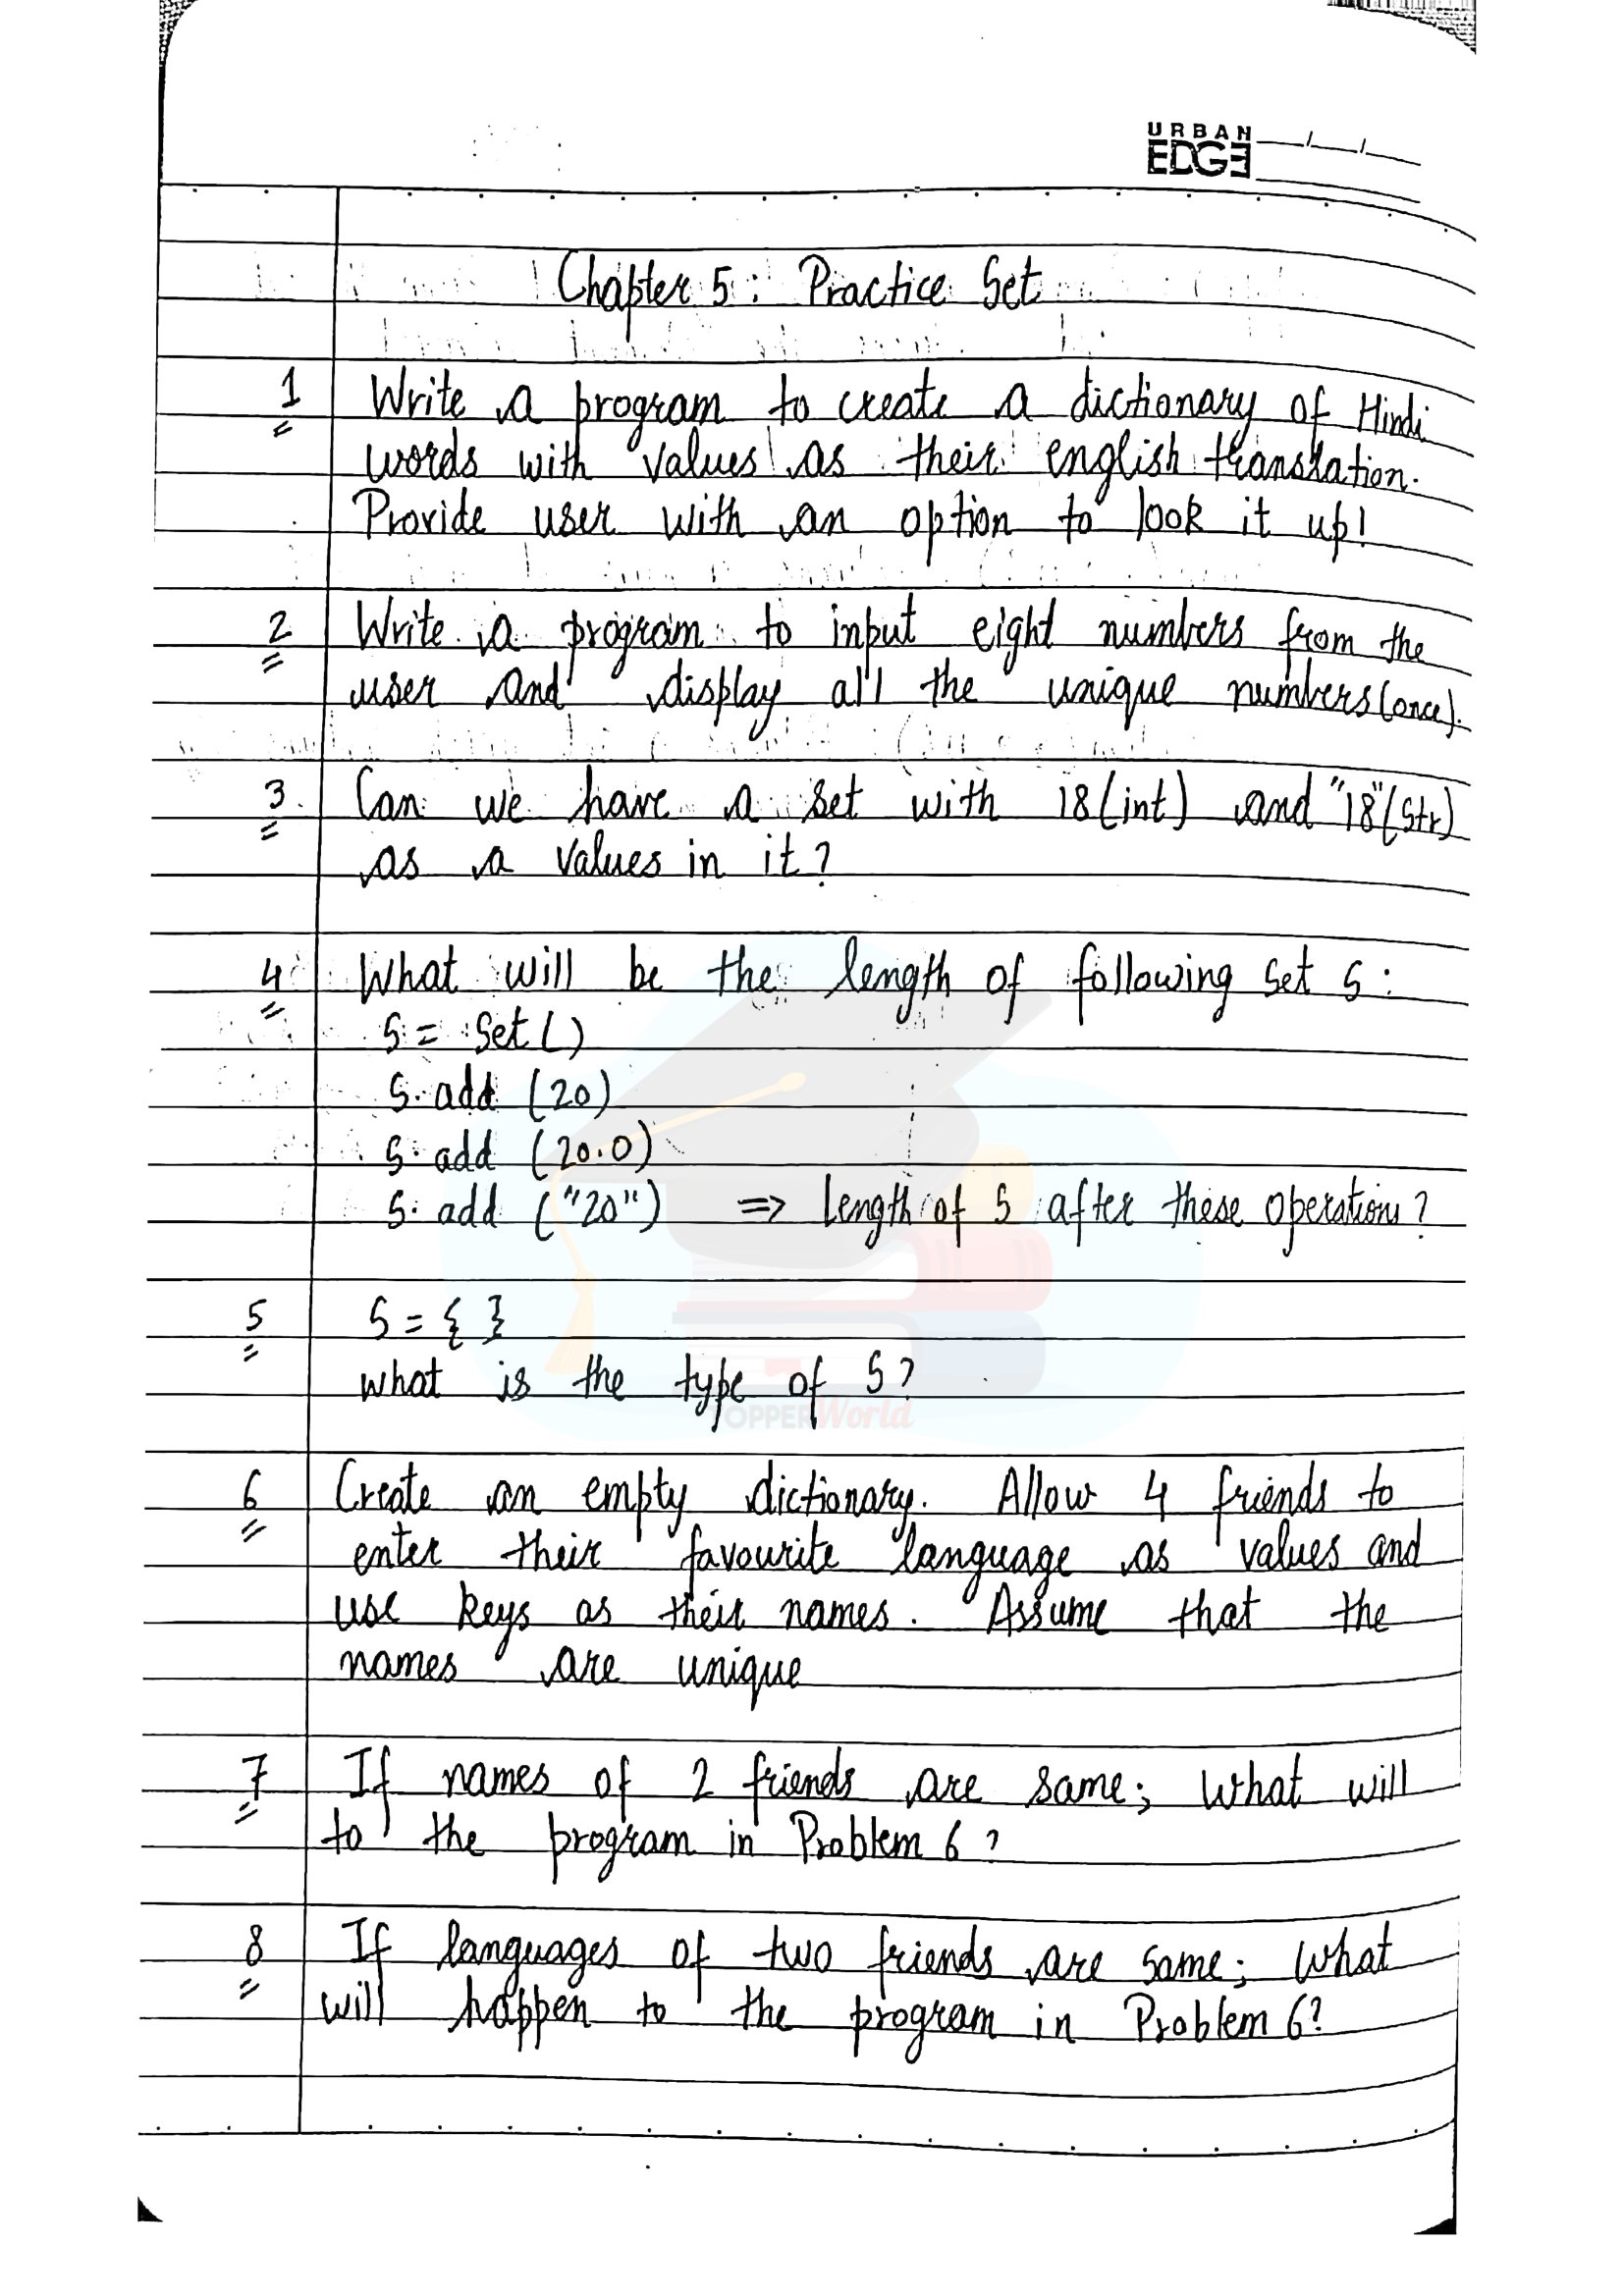 URBAN
EDGE
Chapter 5: Practice Set
1 Write a program to create a dictionary of Hindi
words with values as their english translation.
Provide user with an option to look it up!
2 Write a program to input eight numbers from the
user and display all the unique numbers (once).
3. Can we have a set with 18(int) and "18"(str)
as a values in it?
4 What will be the length of following set S:
S = Set()
S.add (20)
S.add (20.0)
S.add ("20") => Length of S after these operations?
5 S = { }
what is the type of S?
TOPPERWorld
6 Create an empty dictionary. Allow 4 friends to
enter their favourite language as values and
use keys as their names. Assume that the
names are unique
7 If names of 2 friends are same; what will
to the program in Problem 6?
8 If languages of two friends are same; what
will happen to the program in Problem 6?